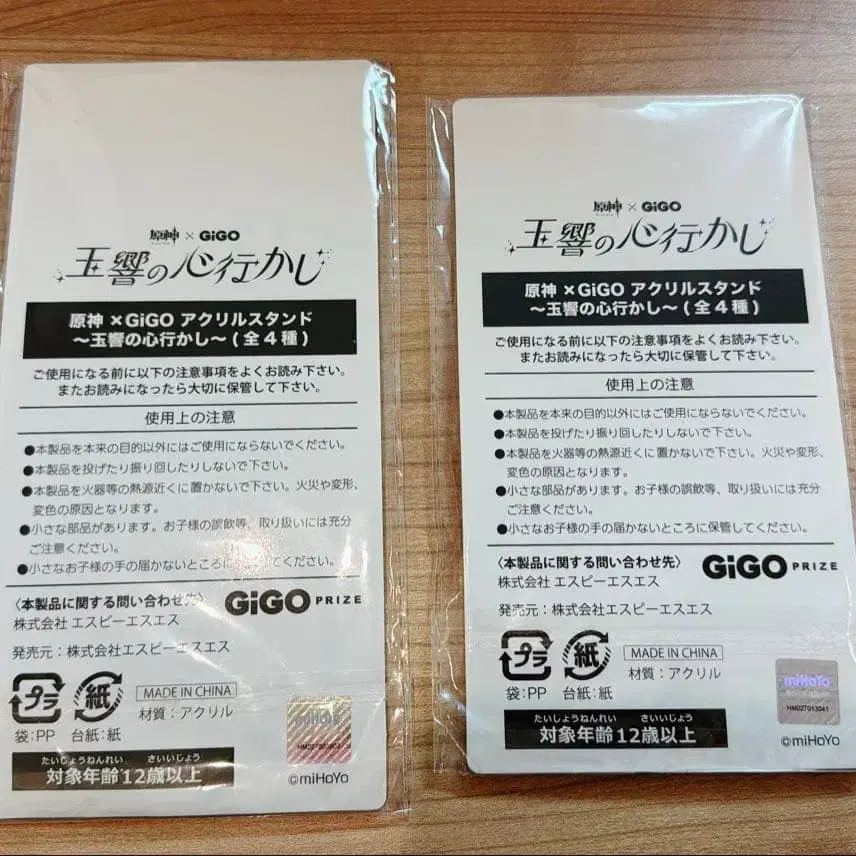 原神 × GiGO
玉響の心行かし
原神 ×GiGO アクリルスタンド
～玉響の心行かし～(全4種)
ご使用になる前に以下の注意事項をよくお読み下さい。
またお読みになったら大切に保管して下さい。
使用上の注意
●本製品を本来の目的以外にはご使用にならないでください。
●本製品を投げたり振り回したりしないで下さい。
●本製品を火器等の熱源近くに置かないで下さい。火災や変形、
変色の原因となります。
●小さな部品があります。お子様の誤飲等、取り扱いには充分
ご注意ください。
●小さなお子様の手の届かないところに保管してください。
〈本製品に関する問い合わせ先〉 GiGO PRIZE
株式会社 エスピーエスエス
発売元：株式会社エスピーエスエス
プラ 紙 MADE IN CHINA
袋:PP 台紙:紙 材質：アクリル
miHoYo
たいしょうねんれい さいいじょう
対象年齢12歳以上
©miHoYo
原神 × GiGO
玉響の心行かし
原神 ×GiGO アクリルスタンド
～玉響の心行かし～(全4種)
ご使用になる前に以下の注意事項をよくお読み下さい。
またお読みになったら大切に保管して下さい。
使用上の注意
●本製品を本来の目的以外にはご使用にならないでください。
●本製品を投げたり振り回したりしないで下さい。
●本製品を火器等の熱源近くに置かないで下さい。火災や変形、
変色の原因となります。
●小さな部品があります。お子様の誤飲等、取り扱いには充分
ご注意ください。
●小さなお子様の手の届かないところに保管してください。
〈本製品に関する問い合わせ先〉 GiGO PRIZE
株式会社 エスピーエスエス
発売元：株式会社エスピーエスエス
プラ 紙 MADE IN CHINA
袋:PP 台紙:紙 材質：アクリル
miHoYo
HM027013041
たいしょうねんれい さいいじょう
対象年齢12歳以上
©miHoYo